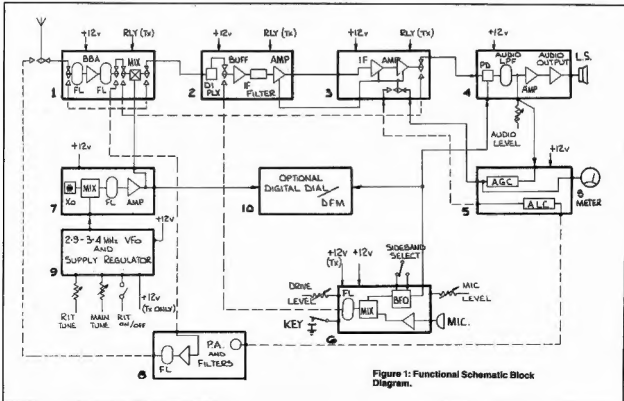 +12v RLY (Tx)
BBA MIX
FL FL
1
+12v RLY (Tx)
BUFF AMP
DI PLX IF FILTER
2
+12v RLY (Tx)
IF AMP
3
+12v
AUDIO LPF AUDIO OUTPUT L.S.
PD
AMP
4
AUDIO LEVEL
+12v
AGC
S METER
ALC
5
+12v
Xo MIX FL AMP
7
OPTIONAL DIGITAL DIAL / DFM
10
2·9-3·4 MHz VFO AND SUPPLY REGULATOR
+12v
9
RIT TUNE
MAIN TUNE
RIT ON/OFF
+12v (Tx ONLY)
+12v (Tx) +12v
SIDEBAND SELECT
DRIVE LEVEL
FL BFO
MIX
MIC LEVEL
KEY
MIC.
6
P.A. AND FILTERS
FL
8
Figure 1: Functional Schematic Block
Diagram.